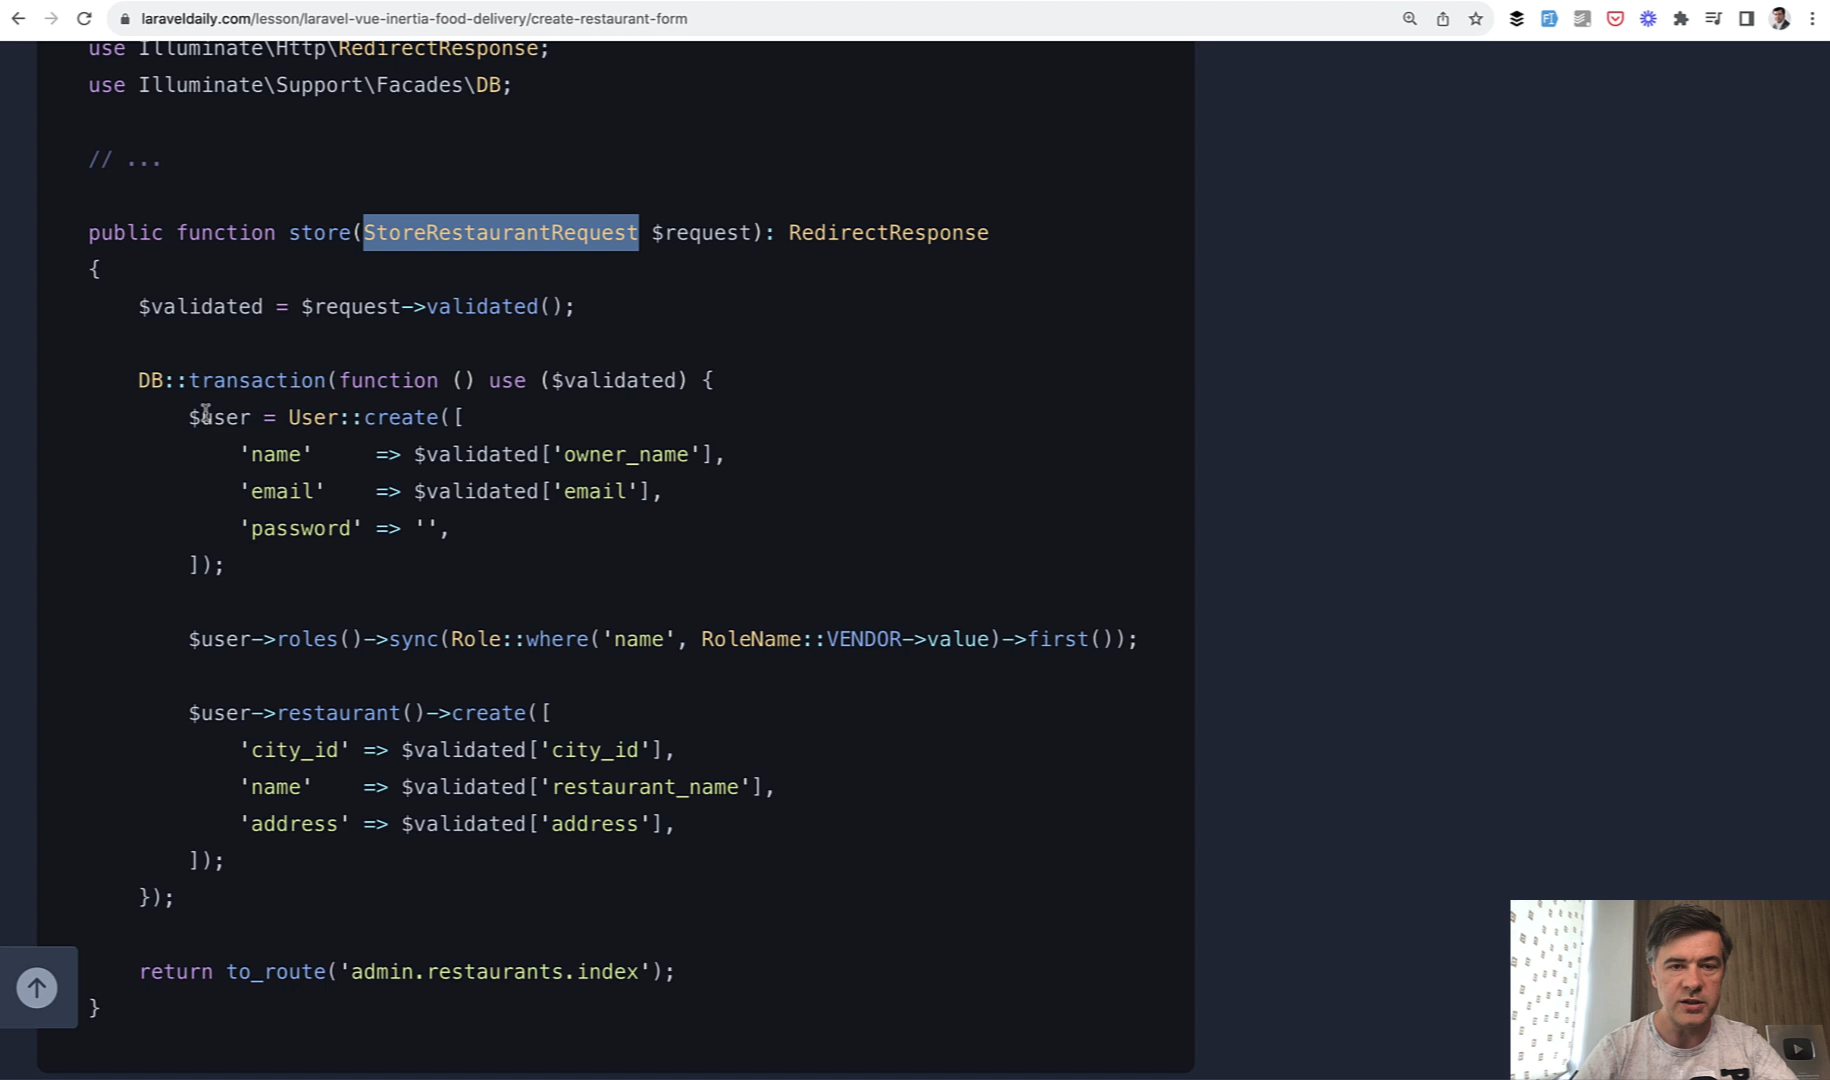 laraveldaily.com/lesson/laravel-vue-inertia-food-delivery/create-restaurant-form
use Illuminate\Http\RedirectResponse;
use Illuminate\Support\Facades\DB;
// ...
public function store(StoreRestaurantRequest $request): RedirectResponse
{
$validated = $request->validated();
DB::transaction(function () use ($validated) {
$user = User::create([
'name' => $validated['owner_name'],
'email' => $validated['email'],
'password' => '',
]);
$user->roles()->sync(Role::where('name', RoleName::VENDOR->value)->first());
$user->restaurant()->create([
'city_id' => $validated['city_id'],
'name' => $validated['restaurant_name'],
'address' => $validated['address'],
]);
});
return to_route('admin.restaurants.index');
}